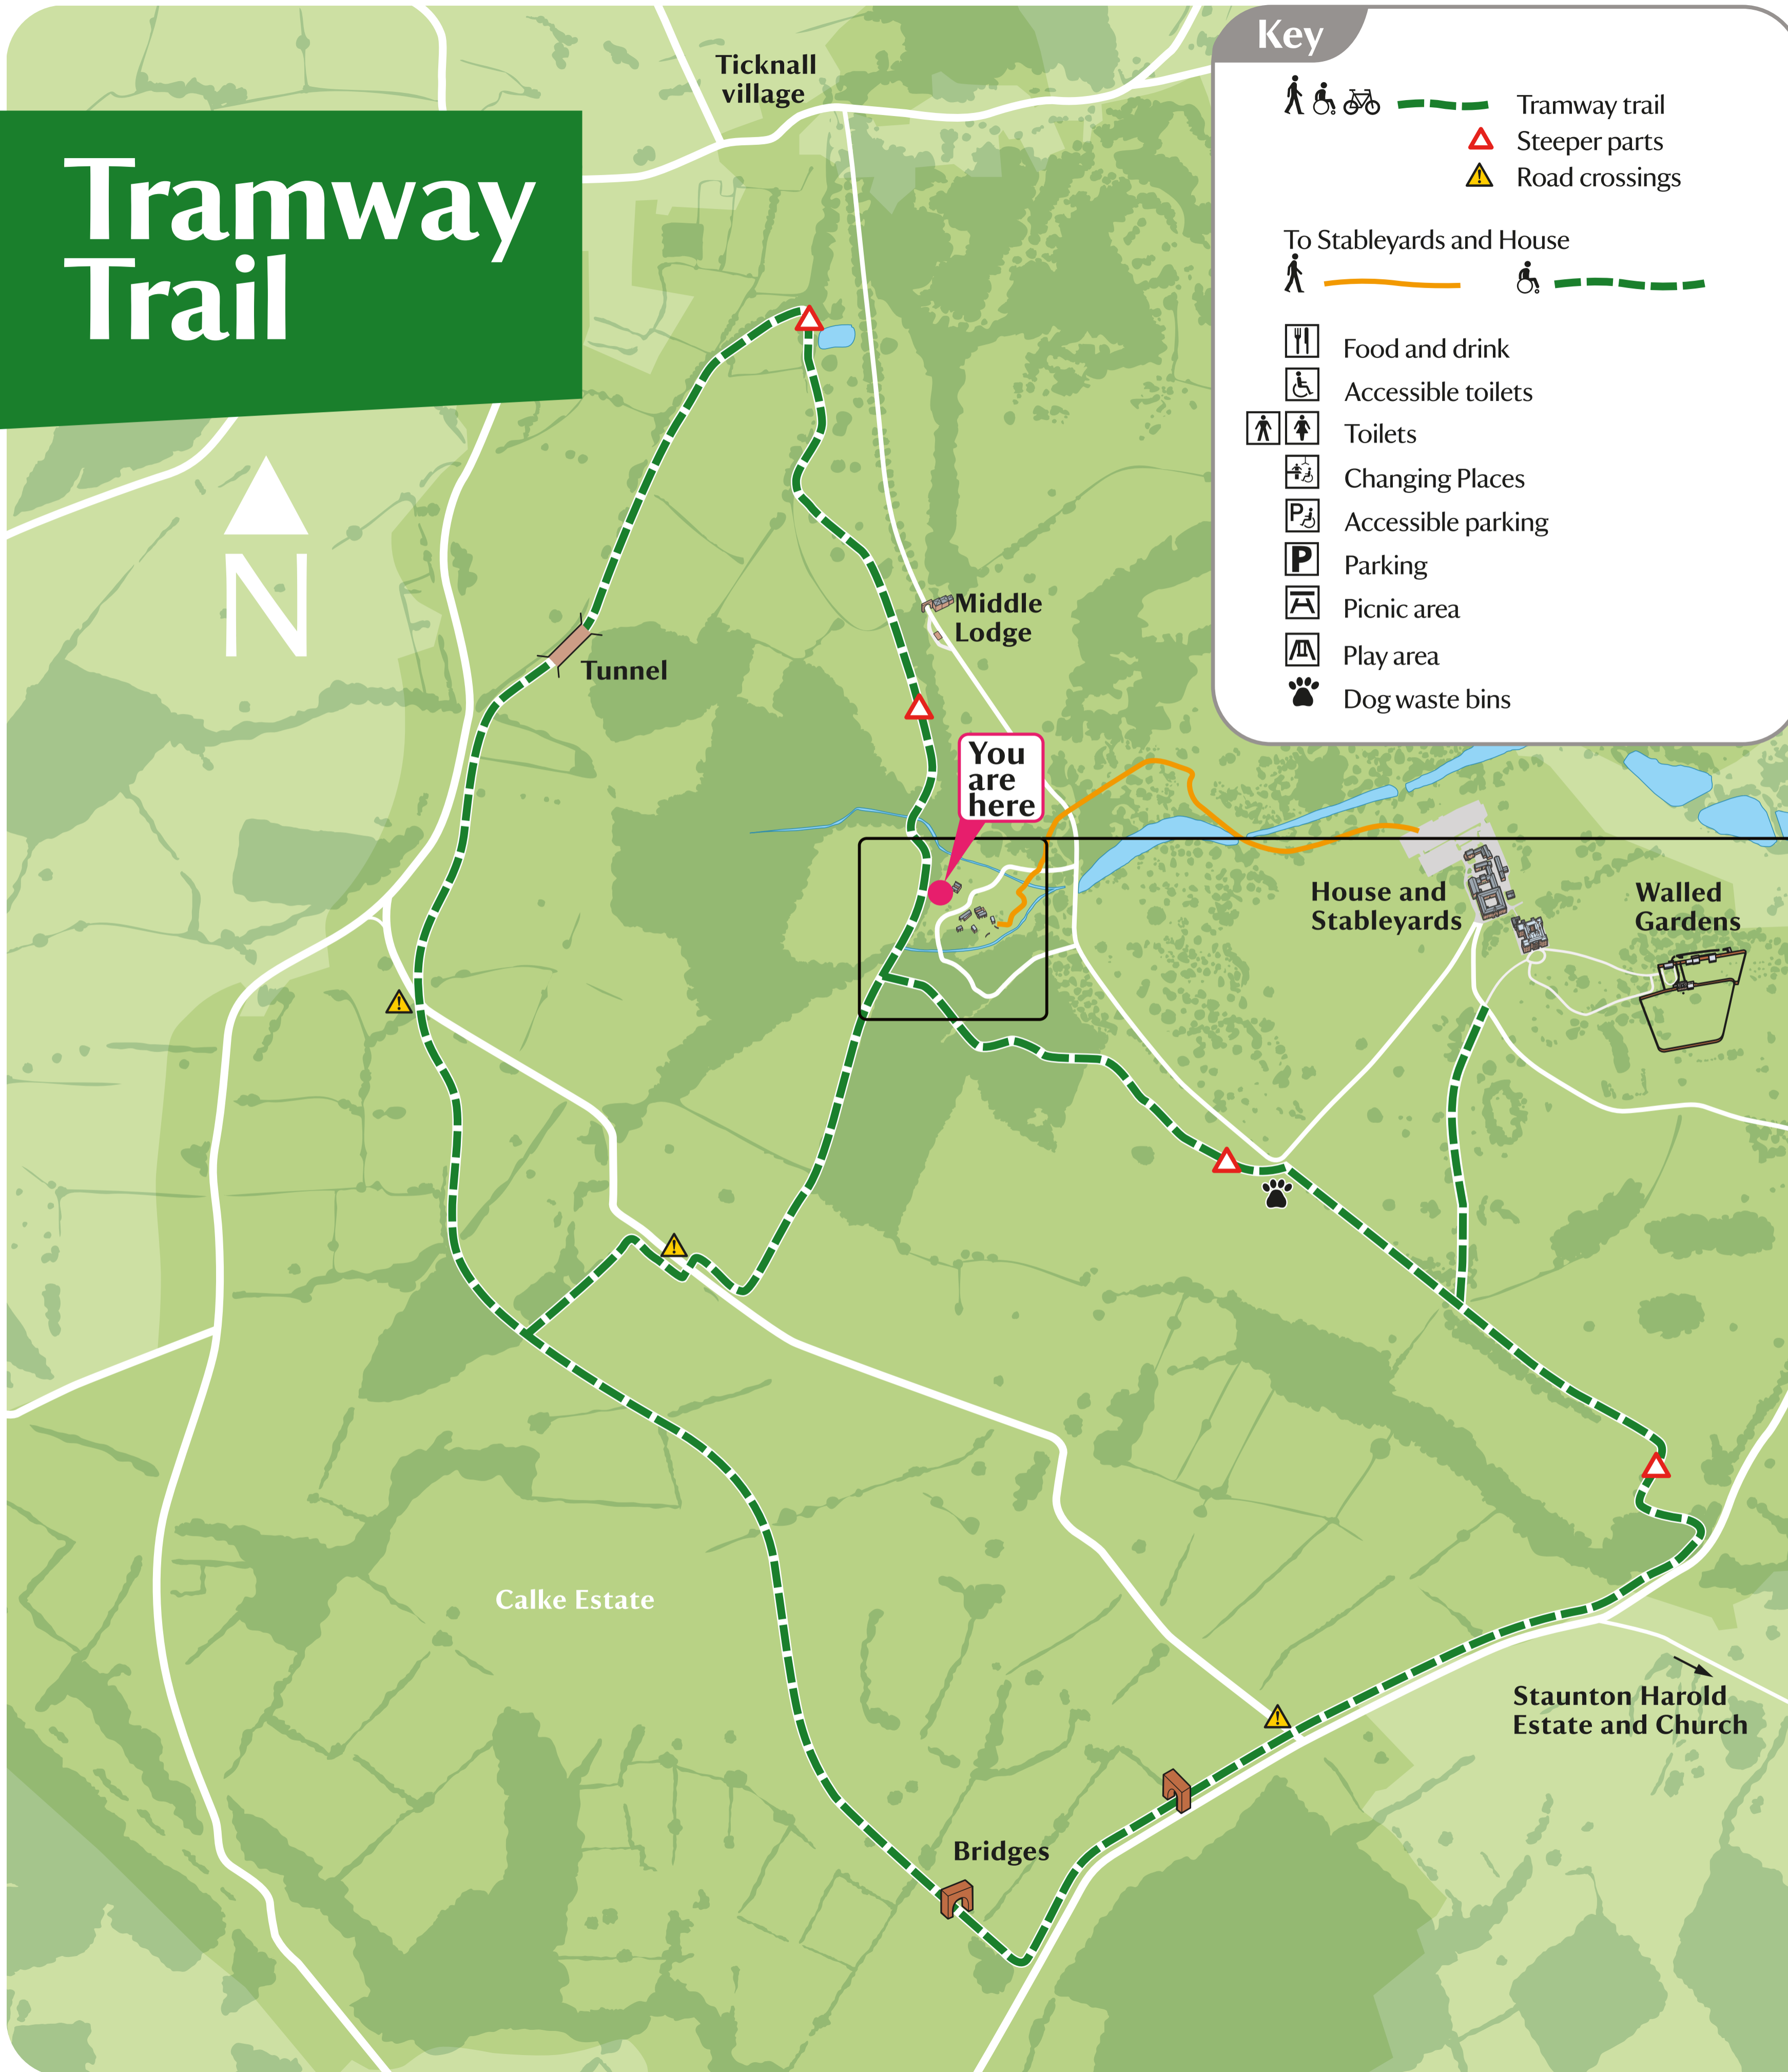 Tramway
Trail
N
Ticknall
village
Key
Tramway trail
Steeper parts
Road crossings
To Stableyards and House
Food and drink
Accessible toilets
Toilets
Changing Places
P
Accessible parking
P
Parking
Picnic area
Play area
Dog waste bins
Middle
Lodge
Tunnel
You
are
here
House and
Stableyards
Walled
Gardens
Calke Estate
Staunton Harold
Estate and Church
Bridges